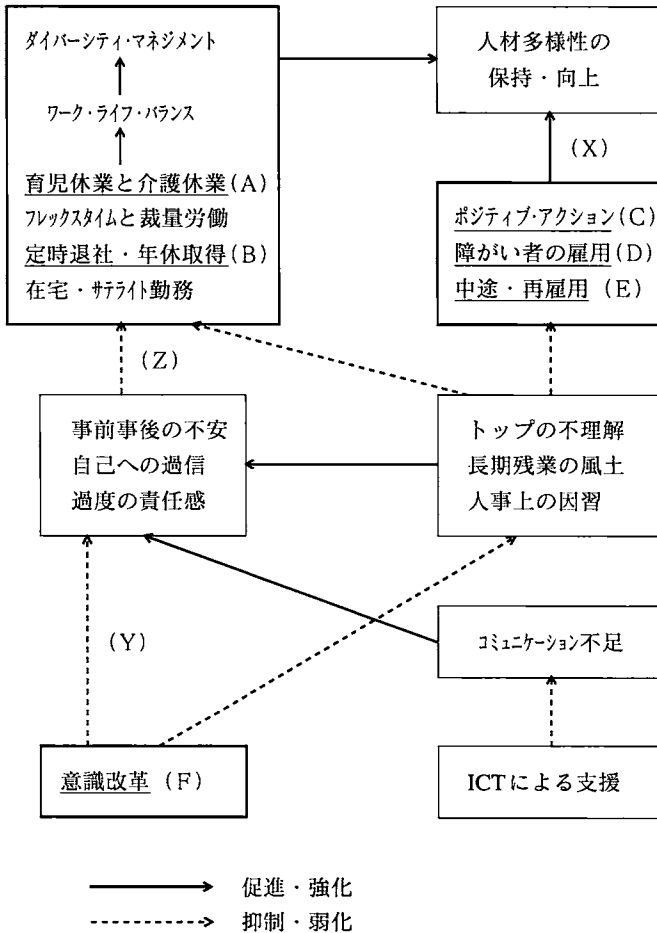 ダイバーシティ・マネジメント
ワーク・ライフ・バランス
育児休業と介護休業(A)
フレックスタイムと裁量労働
定時退社・年休取得(B)
在宅・サテライト勤務
人材多様性の
保持・向上
(X)
ポジティブ・アクション(C)
障がい者の雇用(D)
中途・再雇用 (E)
(Z)
事前事後の不安
自己への過信
過度の責任感
トップの不理解
長期残業の風土
人事上の因習
(Y)
コミュニケーション不足
意識改革 (F)
ICTによる支援
促進・強化
抑制・弱化